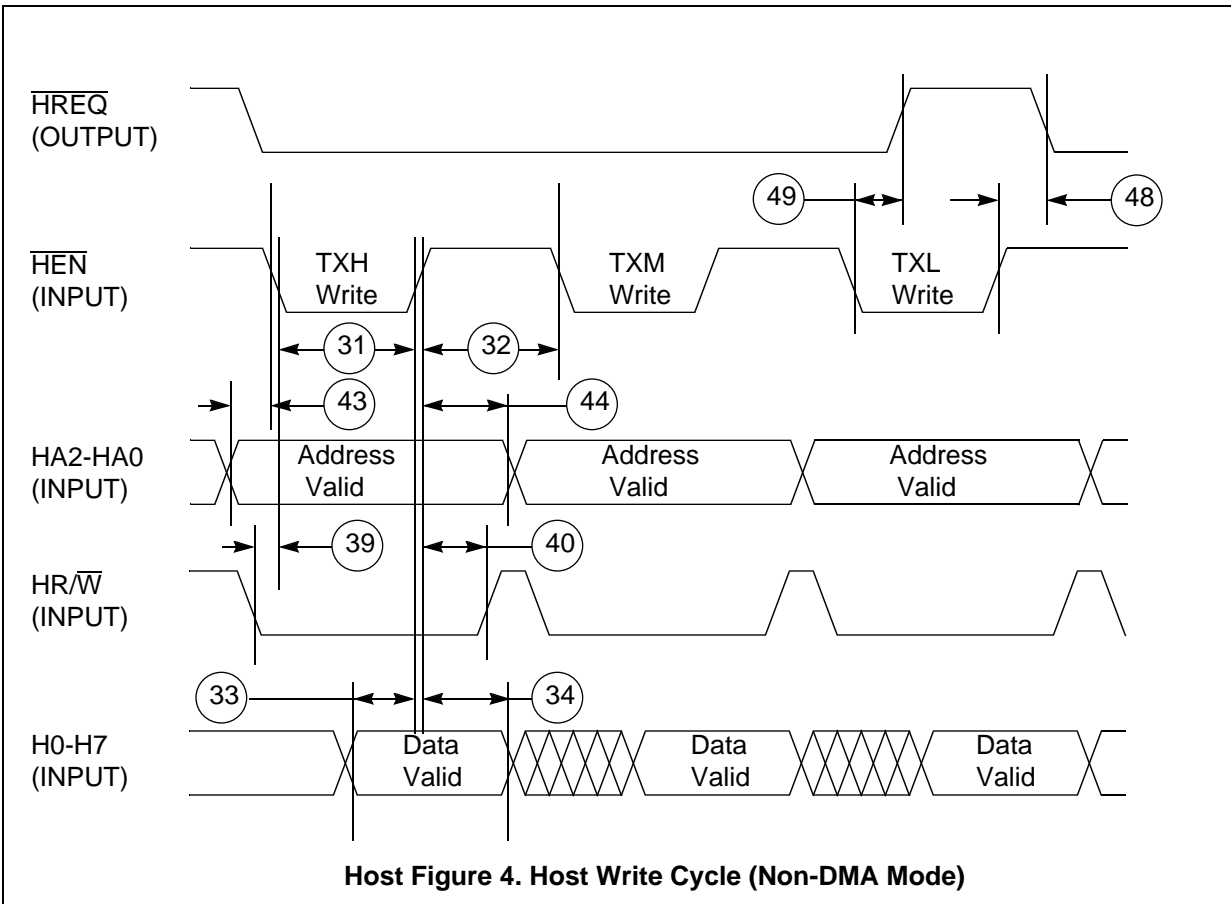 HREQ
(OUTPUT)
49
48
HEN
(INPUT)
TXH
Write
TXM
Write
TXL
Write
31
32
43
44
HA2-HA0
(INPUT)
Address
Valid
Address
Valid
Address
Valid
39
40
HR/W
(INPUT)
33
34
H0-H7
(INPUT)
Data
Valid
Data
Valid
Data
Valid
Host Figure 4. Host Write Cycle (Non-DMA Mode)